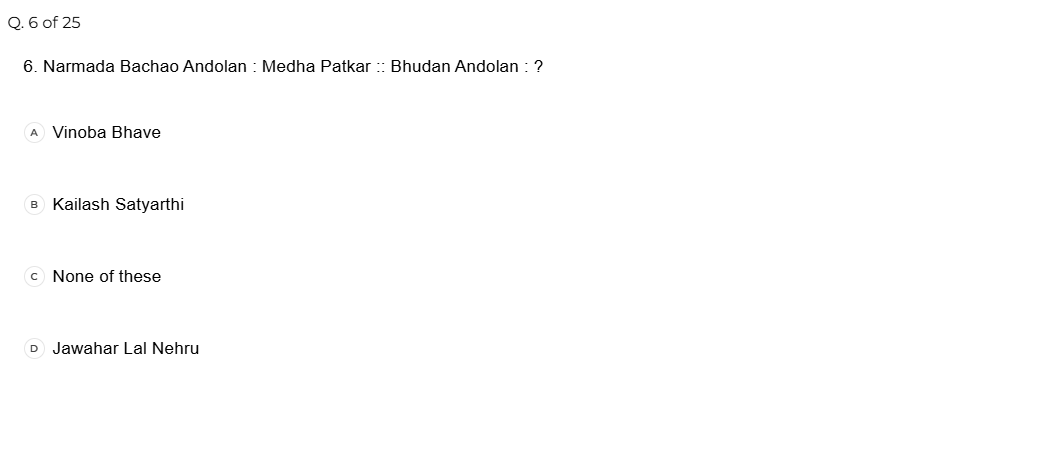 Q. 6 of 25
6. Narmada Bachao Andolan : Medha Patkar :: Bhudan Andolan : ?
A Vinoba Bhave
B Kailash Satyarthi
C None of these
D Jawahar Lal Nehru